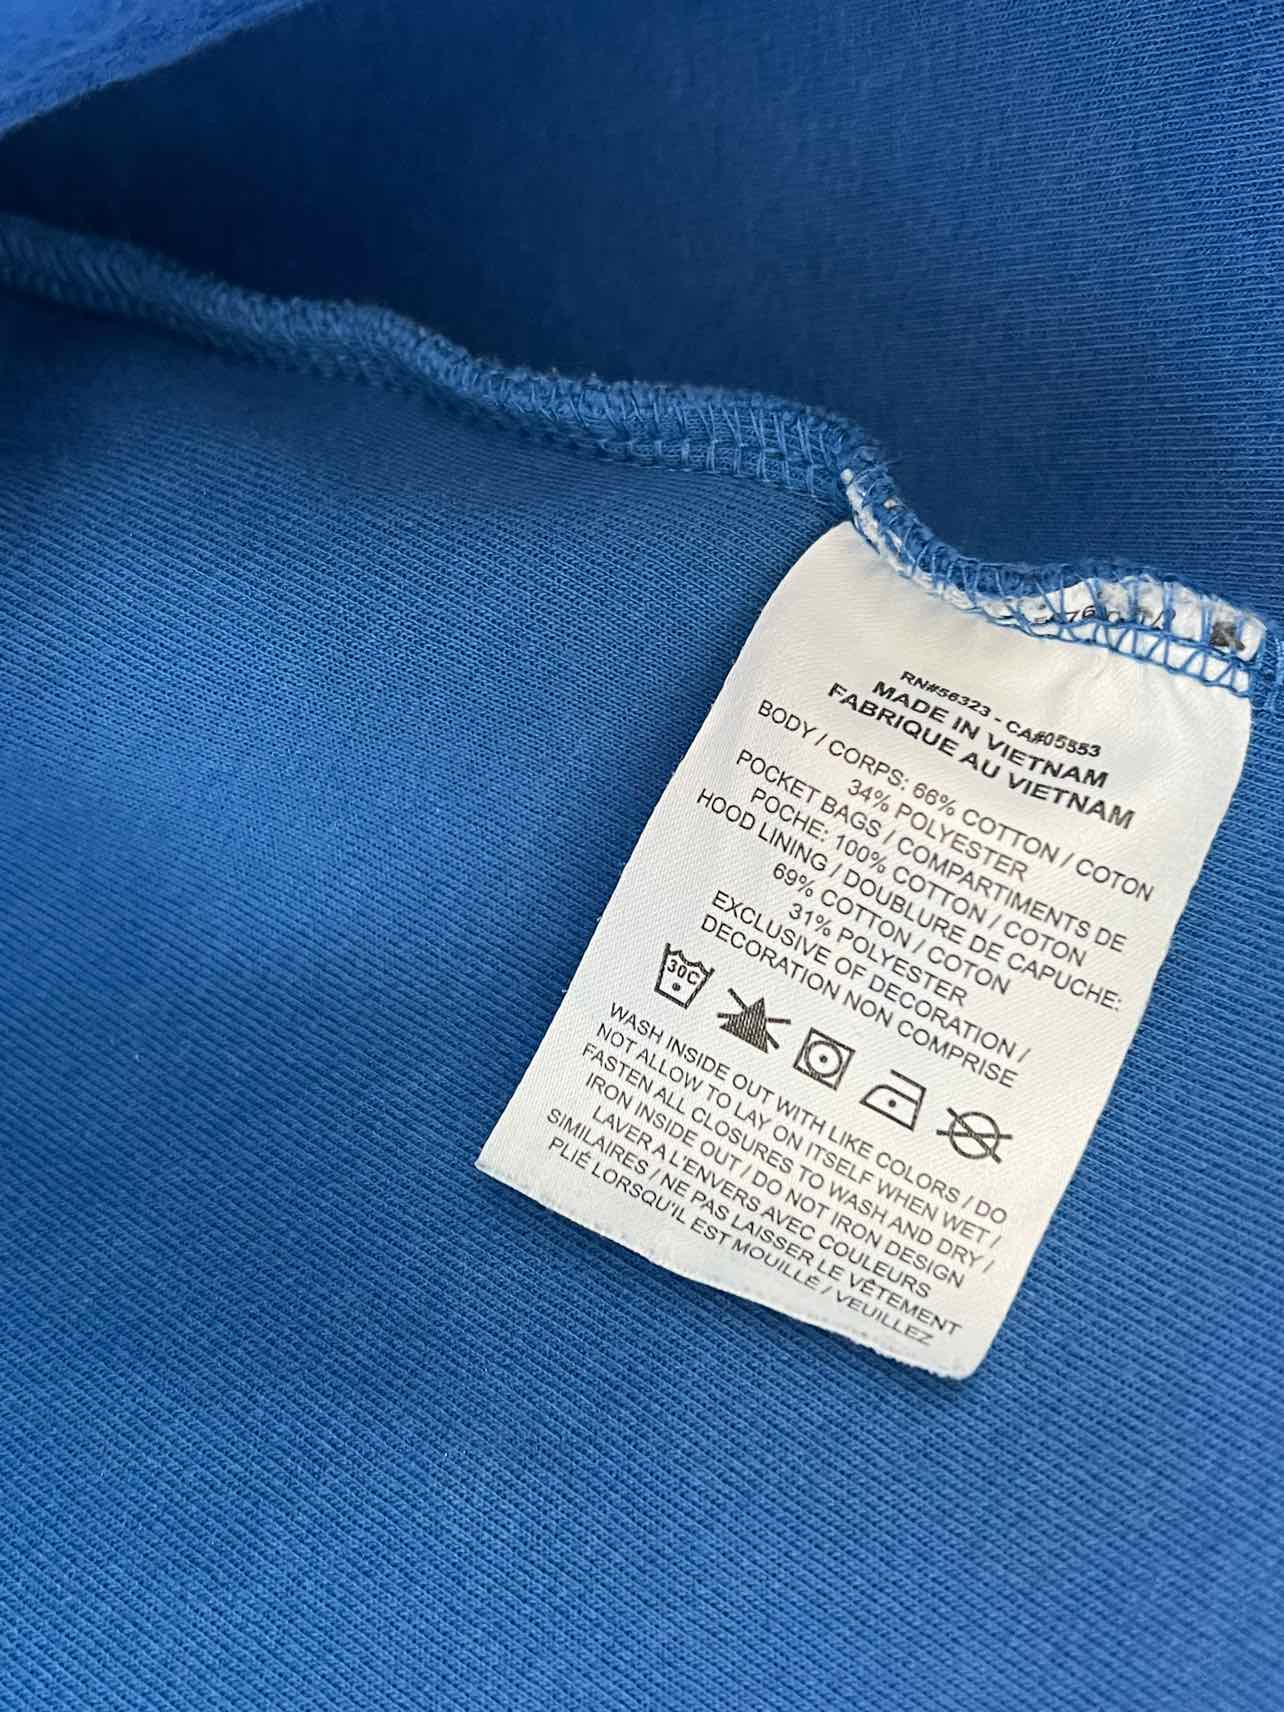 RN#56323 - CA#05553
MADE IN VIETNAM
FABRIQUE AU VIETNAM
BODY / CORPS: 66% COTTON / COTON
34% POLYESTER
POCKET BAGS / COMPARTIMENTS DE
POCHE: 100% COTTON / COTON
HOOD LINING / DOUBLURE DE CAPUCHE:
69% COTTON / COTON
31% POLYESTER
EXCLUSIVE OF DECORATION /
DECORATION NON COMPRISE
30C
WASH INSIDE OUT WITH LIKE COLORS / DO
NOT ALLOW TO LAY ON ITSELF WHEN WET /
FASTEN ALL CLOSURES TO WASH AND DRY /
IRON INSIDE OUT / DO NOT IRON DESIGN
LAVER A L'ENVERS AVEC COULEURS
SIMILAIRES / NE PAS LAISSER LE VÊTEMENT
PLIÉ LORSQU'IL EST MOUILLÉ / VEUILLEZ